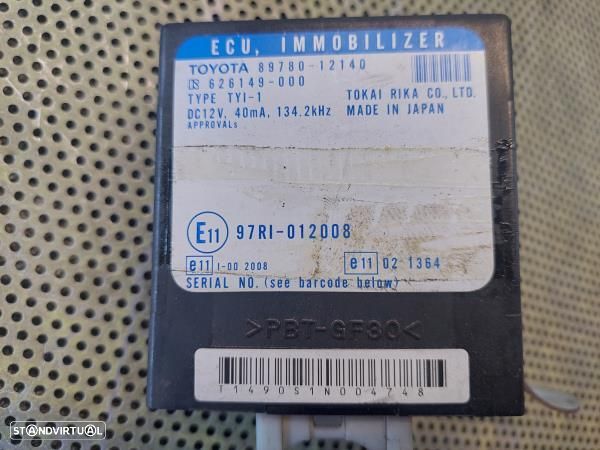 ECU, IMMOBILIZER
TOYOTA 89780-12140
626149-000
TYPE TY1-1 TOKAI RIKA CO., LTD.
DC12V, 40mA, 134.2kHz MADE IN JAPAN
APPROVALs
E11 97RI-012008
e11 1-00 2008 e11 02 1364
SERIAL NO. (see barcode below)
>PBT-GF30<
T1490S1N004748
STANDVIRTUAL